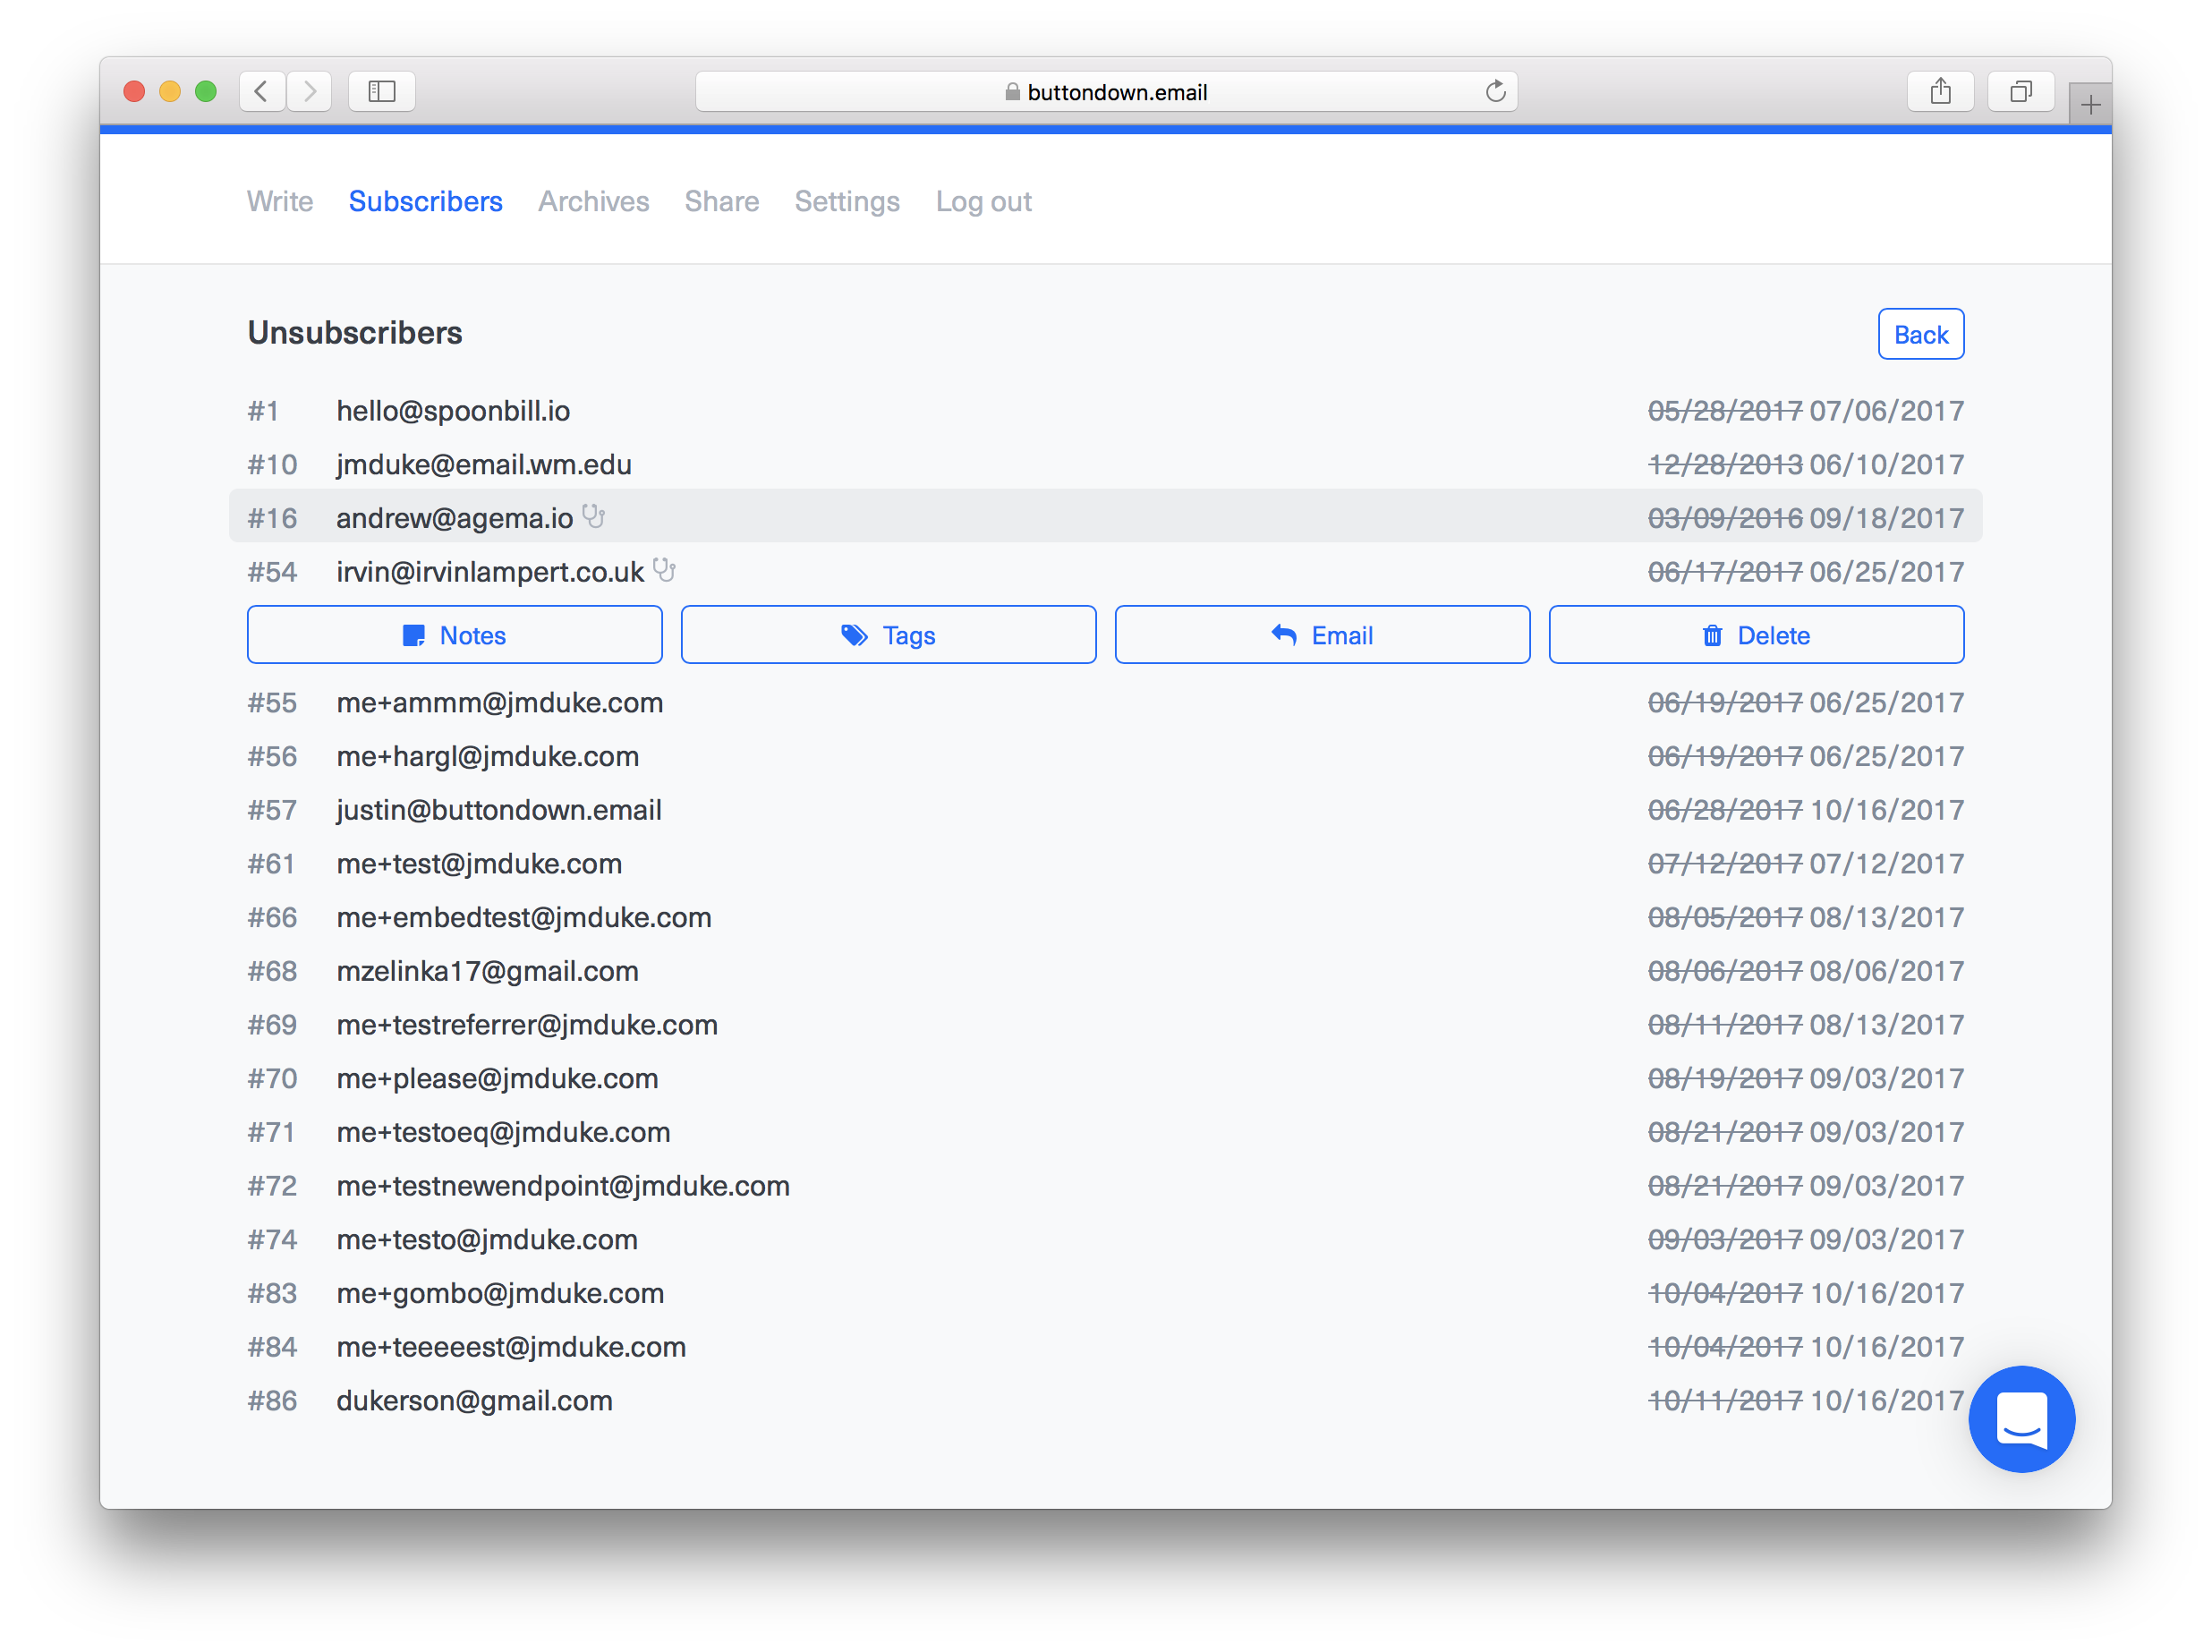 buttondown.email
Write Subscribers Archives Share Settings Log out
Unsubscribers Back
#1 hello@spoonbill.io 05/28/2017 07/06/2017
#10 jmduke@email.wm.edu 12/28/2013 06/10/2017
#16 andrew@agema.io 03/09/2016 09/18/2017
#54 irvin@irvinlampert.co.uk 06/17/2017 06/25/2017
Notes Tags Email Delete
#55 me+ammm@jmduke.com 06/19/2017 06/25/2017
#56 me+hargl@jmduke.com 06/19/2017 06/25/2017
#57 justin@buttondown.email 06/28/2017 10/16/2017
#61 me+test@jmduke.com 07/12/2017 07/12/2017
#66 me+embedtest@jmduke.com 08/05/2017 08/13/2017
#68 mzelinka17@gmail.com 08/06/2017 08/06/2017
#69 me+testreferrer@jmduke.com 08/11/2017 08/13/2017
#70 me+please@jmduke.com 08/19/2017 09/03/2017
#71 me+testoeq@jmduke.com 08/21/2017 09/03/2017
#72 me+testnewendpoint@jmduke.com 08/21/2017 09/03/2017
#74 me+testo@jmduke.com 09/03/2017 09/03/2017
#83 me+gombo@jmduke.com 10/04/2017 10/16/2017
#84 me+teeeeest@jmduke.com 10/04/2017 10/16/2017
#86 dukerson@gmail.com 10/11/2017 10/16/2017